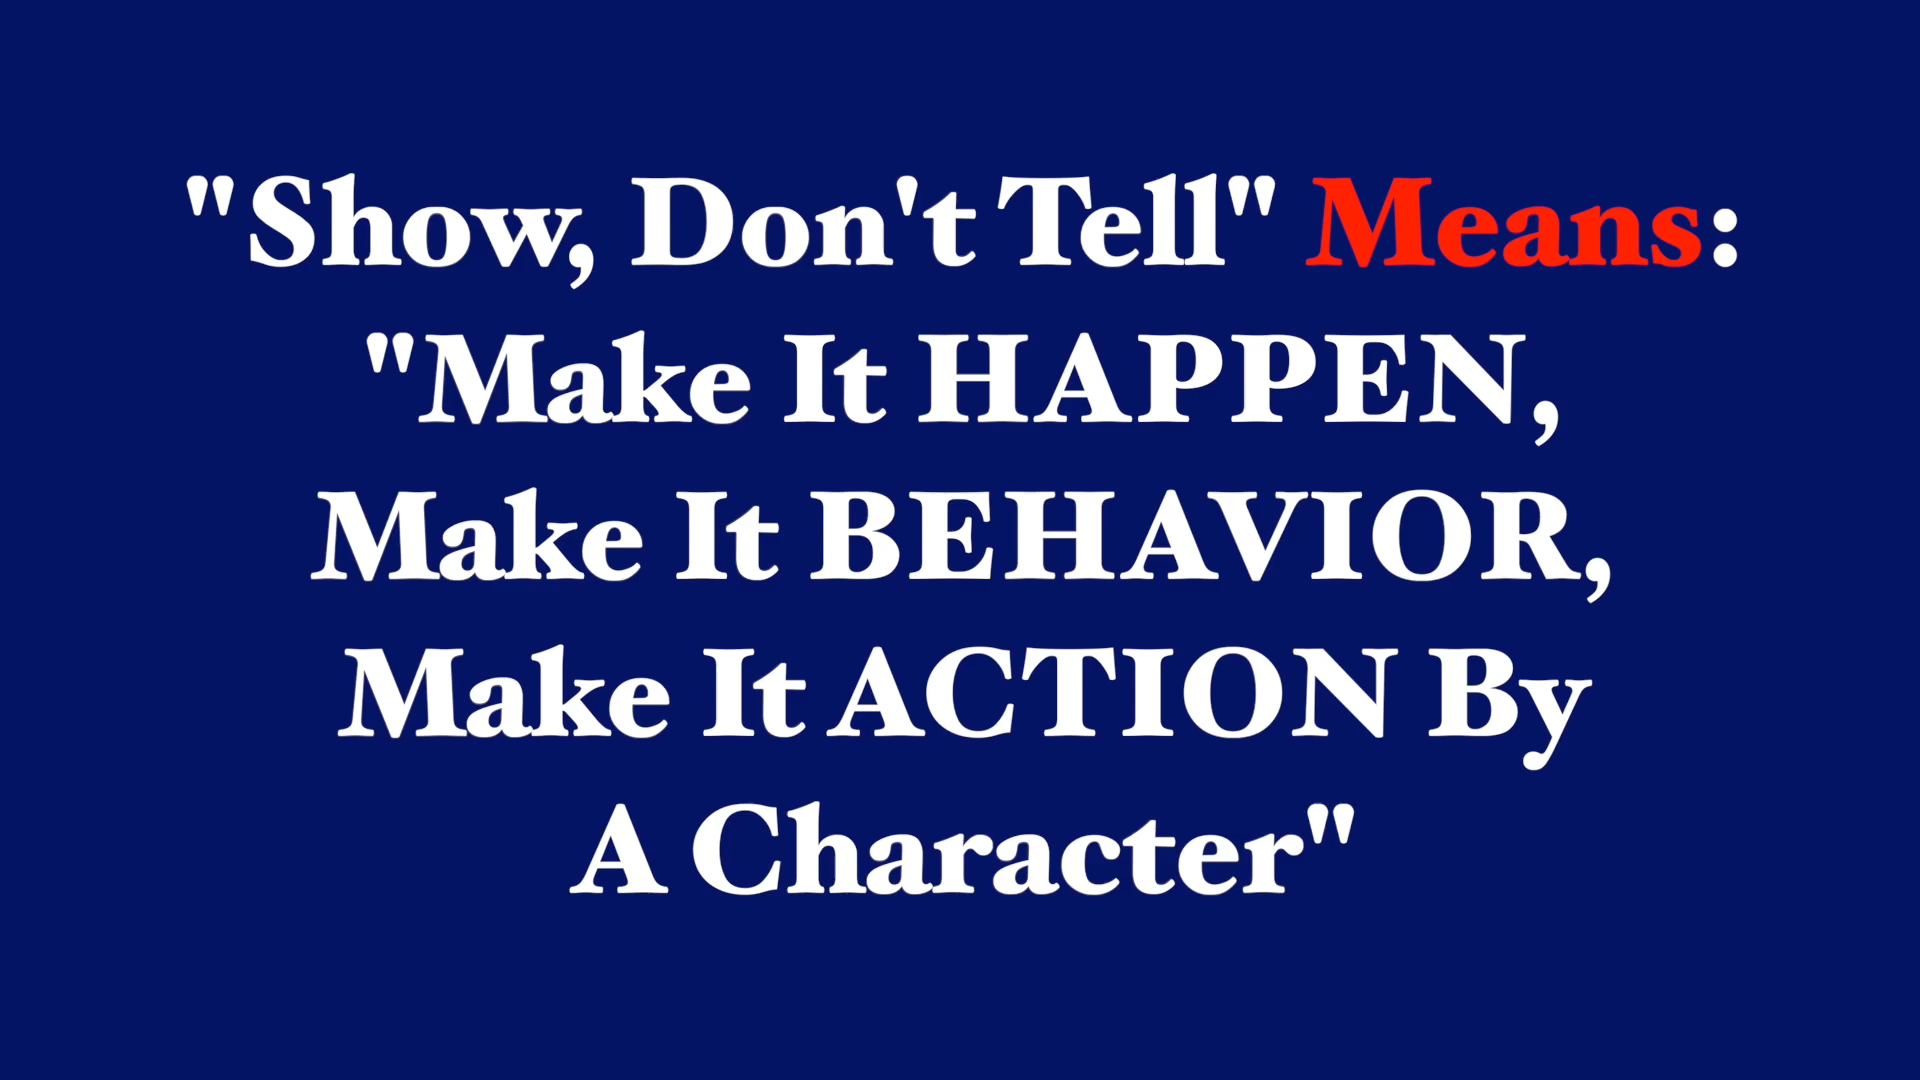 "Show, Don't Tell" Means:
"Make It HAPPEN,
Make It BEHAVIOR,
Make It ACTION By
A Character"